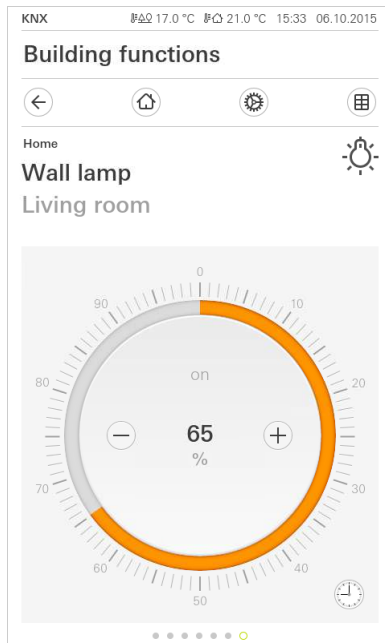 KNX 17.0 °C 21.0 °C 15:33 06.10.2015
Building functions
Home
Wall lamp
Living room
0
90 10
on
80 20
65
%
70 30
60 40
50